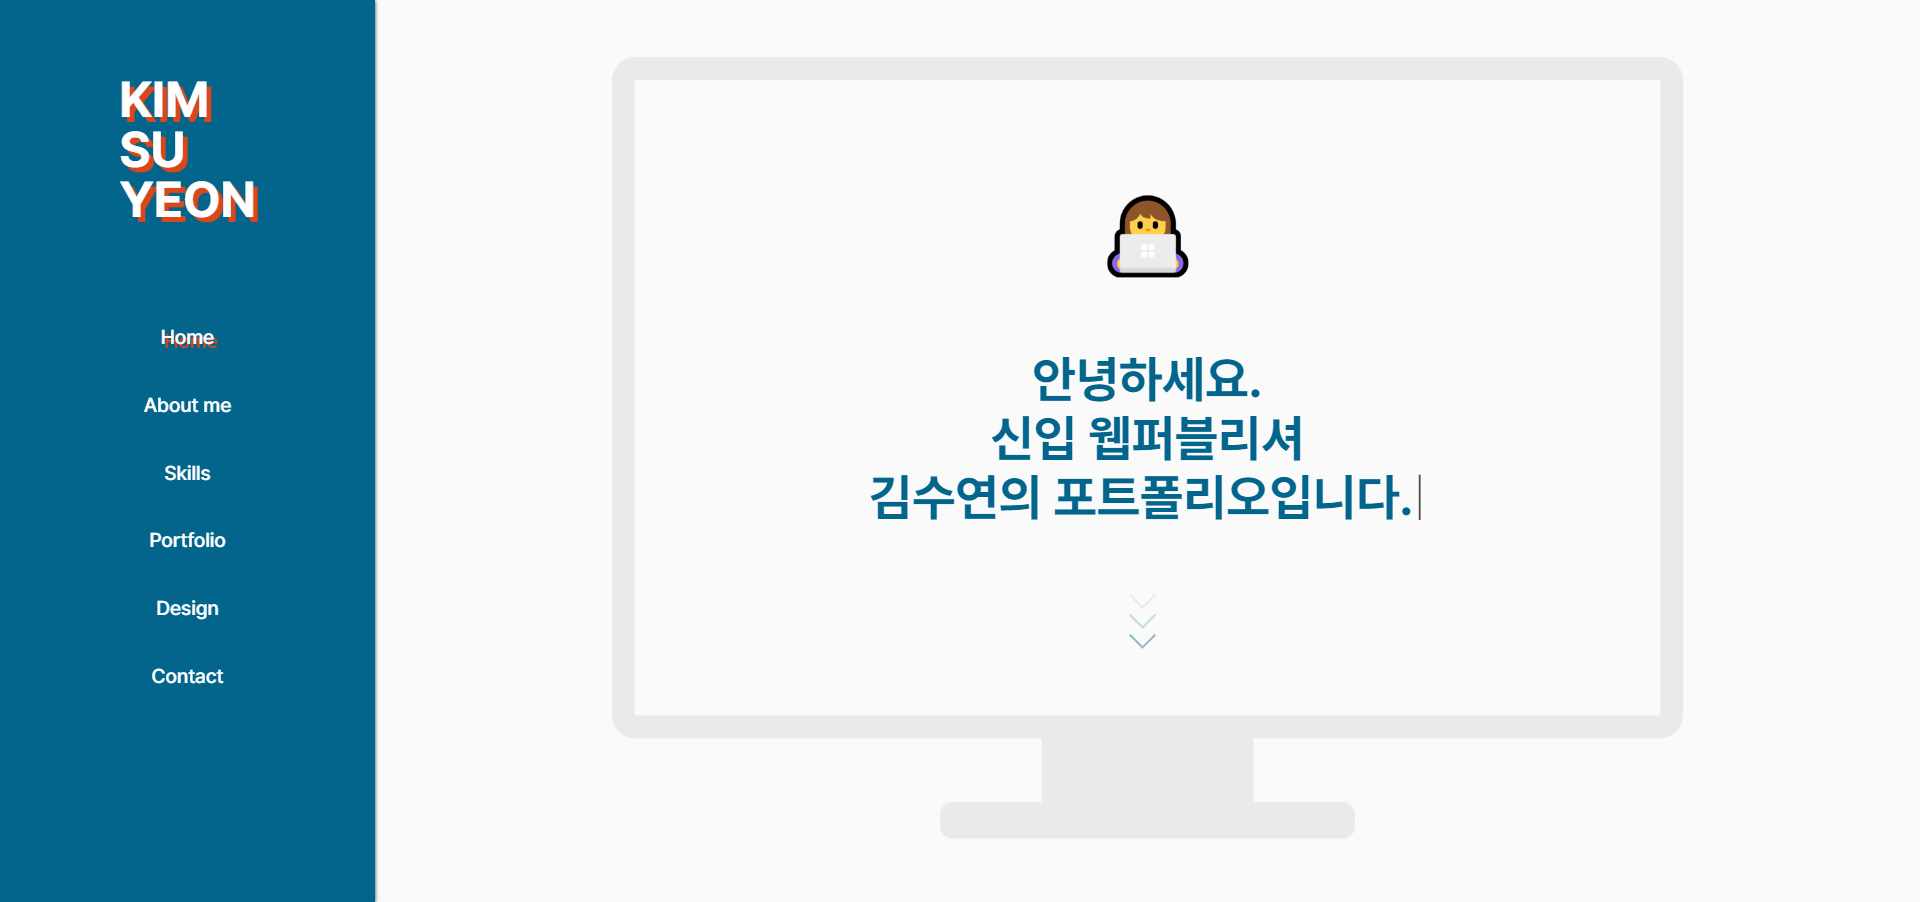 KIM
SU
YEON
Home
About me
Skills
Portfolio
Design
Contact
안녕하세요.
신입 웹퍼블리셔
김수연의 포트폴리오입니다.